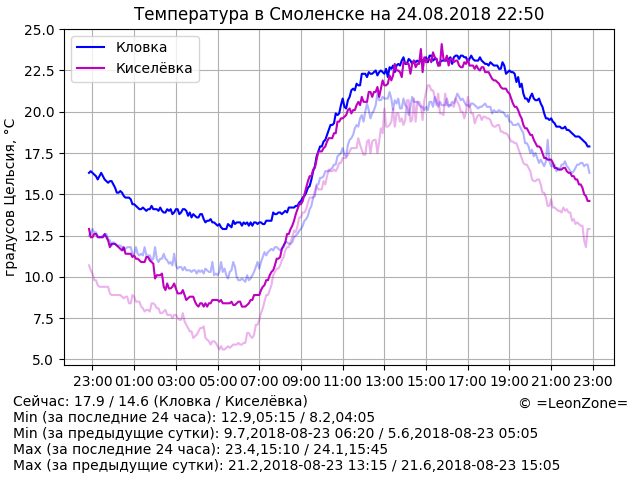 Температура в Смоленске на 24.08.2018 22:50
градусов Цельсия, °C
25.0
22.5
20.0
17.5
15.0
12.5
10.0
7.5
5.0
Кловка
Киселёвка
23:00 01:00 03:00 05:00 07:00 09:00 11:00 13:00 15:00 17:00 19:00 21:00 23:00
Сейчас: 17.9 / 14.6 (Кловка / Киселёвка)
© =LeonZone=
Min (за последние 24 часа): 12.9,05:15 / 8.2,04:05
Min (за предыдущие сутки): 9.7,2018-08-23 06:20 / 5.6,2018-08-23 05:05
Max (за последние 24 часа): 23.4,15:10 / 24.1,15:45
Max (за предыдущие сутки): 21.2,2018-08-23 13:15 / 21.6,2018-08-23 15:05